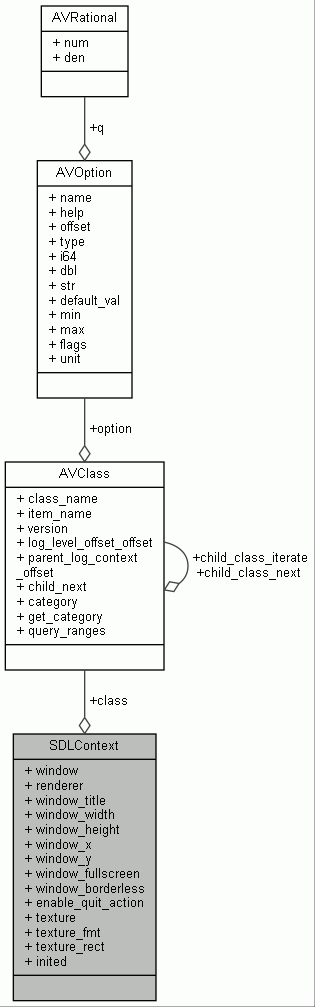 AVRational
+ num
+ den
+q
AVOption
+ name
+ help
+ offset
+ type
+ i64
+ dbl
+ str
+ default_val
+ min
+ max
+ flags
+ unit
+option
AVClass
+ class_name
+ item_name
+ version
+ log_level_offset_offset
+ parent_log_context
_offset
+ child_next
+ category
+ get_category
+ query_ranges
+child_class_iterate
+child_class_next
+class
SDLContext
+ window
+ renderer
+ window_title
+ window_width
+ window_height
+ window_x
+ window_y
+ window_fullscreen
+ window_borderless
+ enable_quit_action
+ texture
+ texture_fmt
+ texture_rect
+ inited